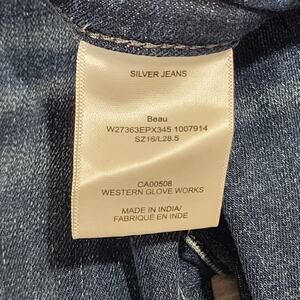 SILVER JEANS
Beau
W27363EPX345 1007914
SZ16/L28.5
CA00508
WESTERN GLOVE WORKS
MADE IN INDIA/
FABRIQUÉ EN INDE